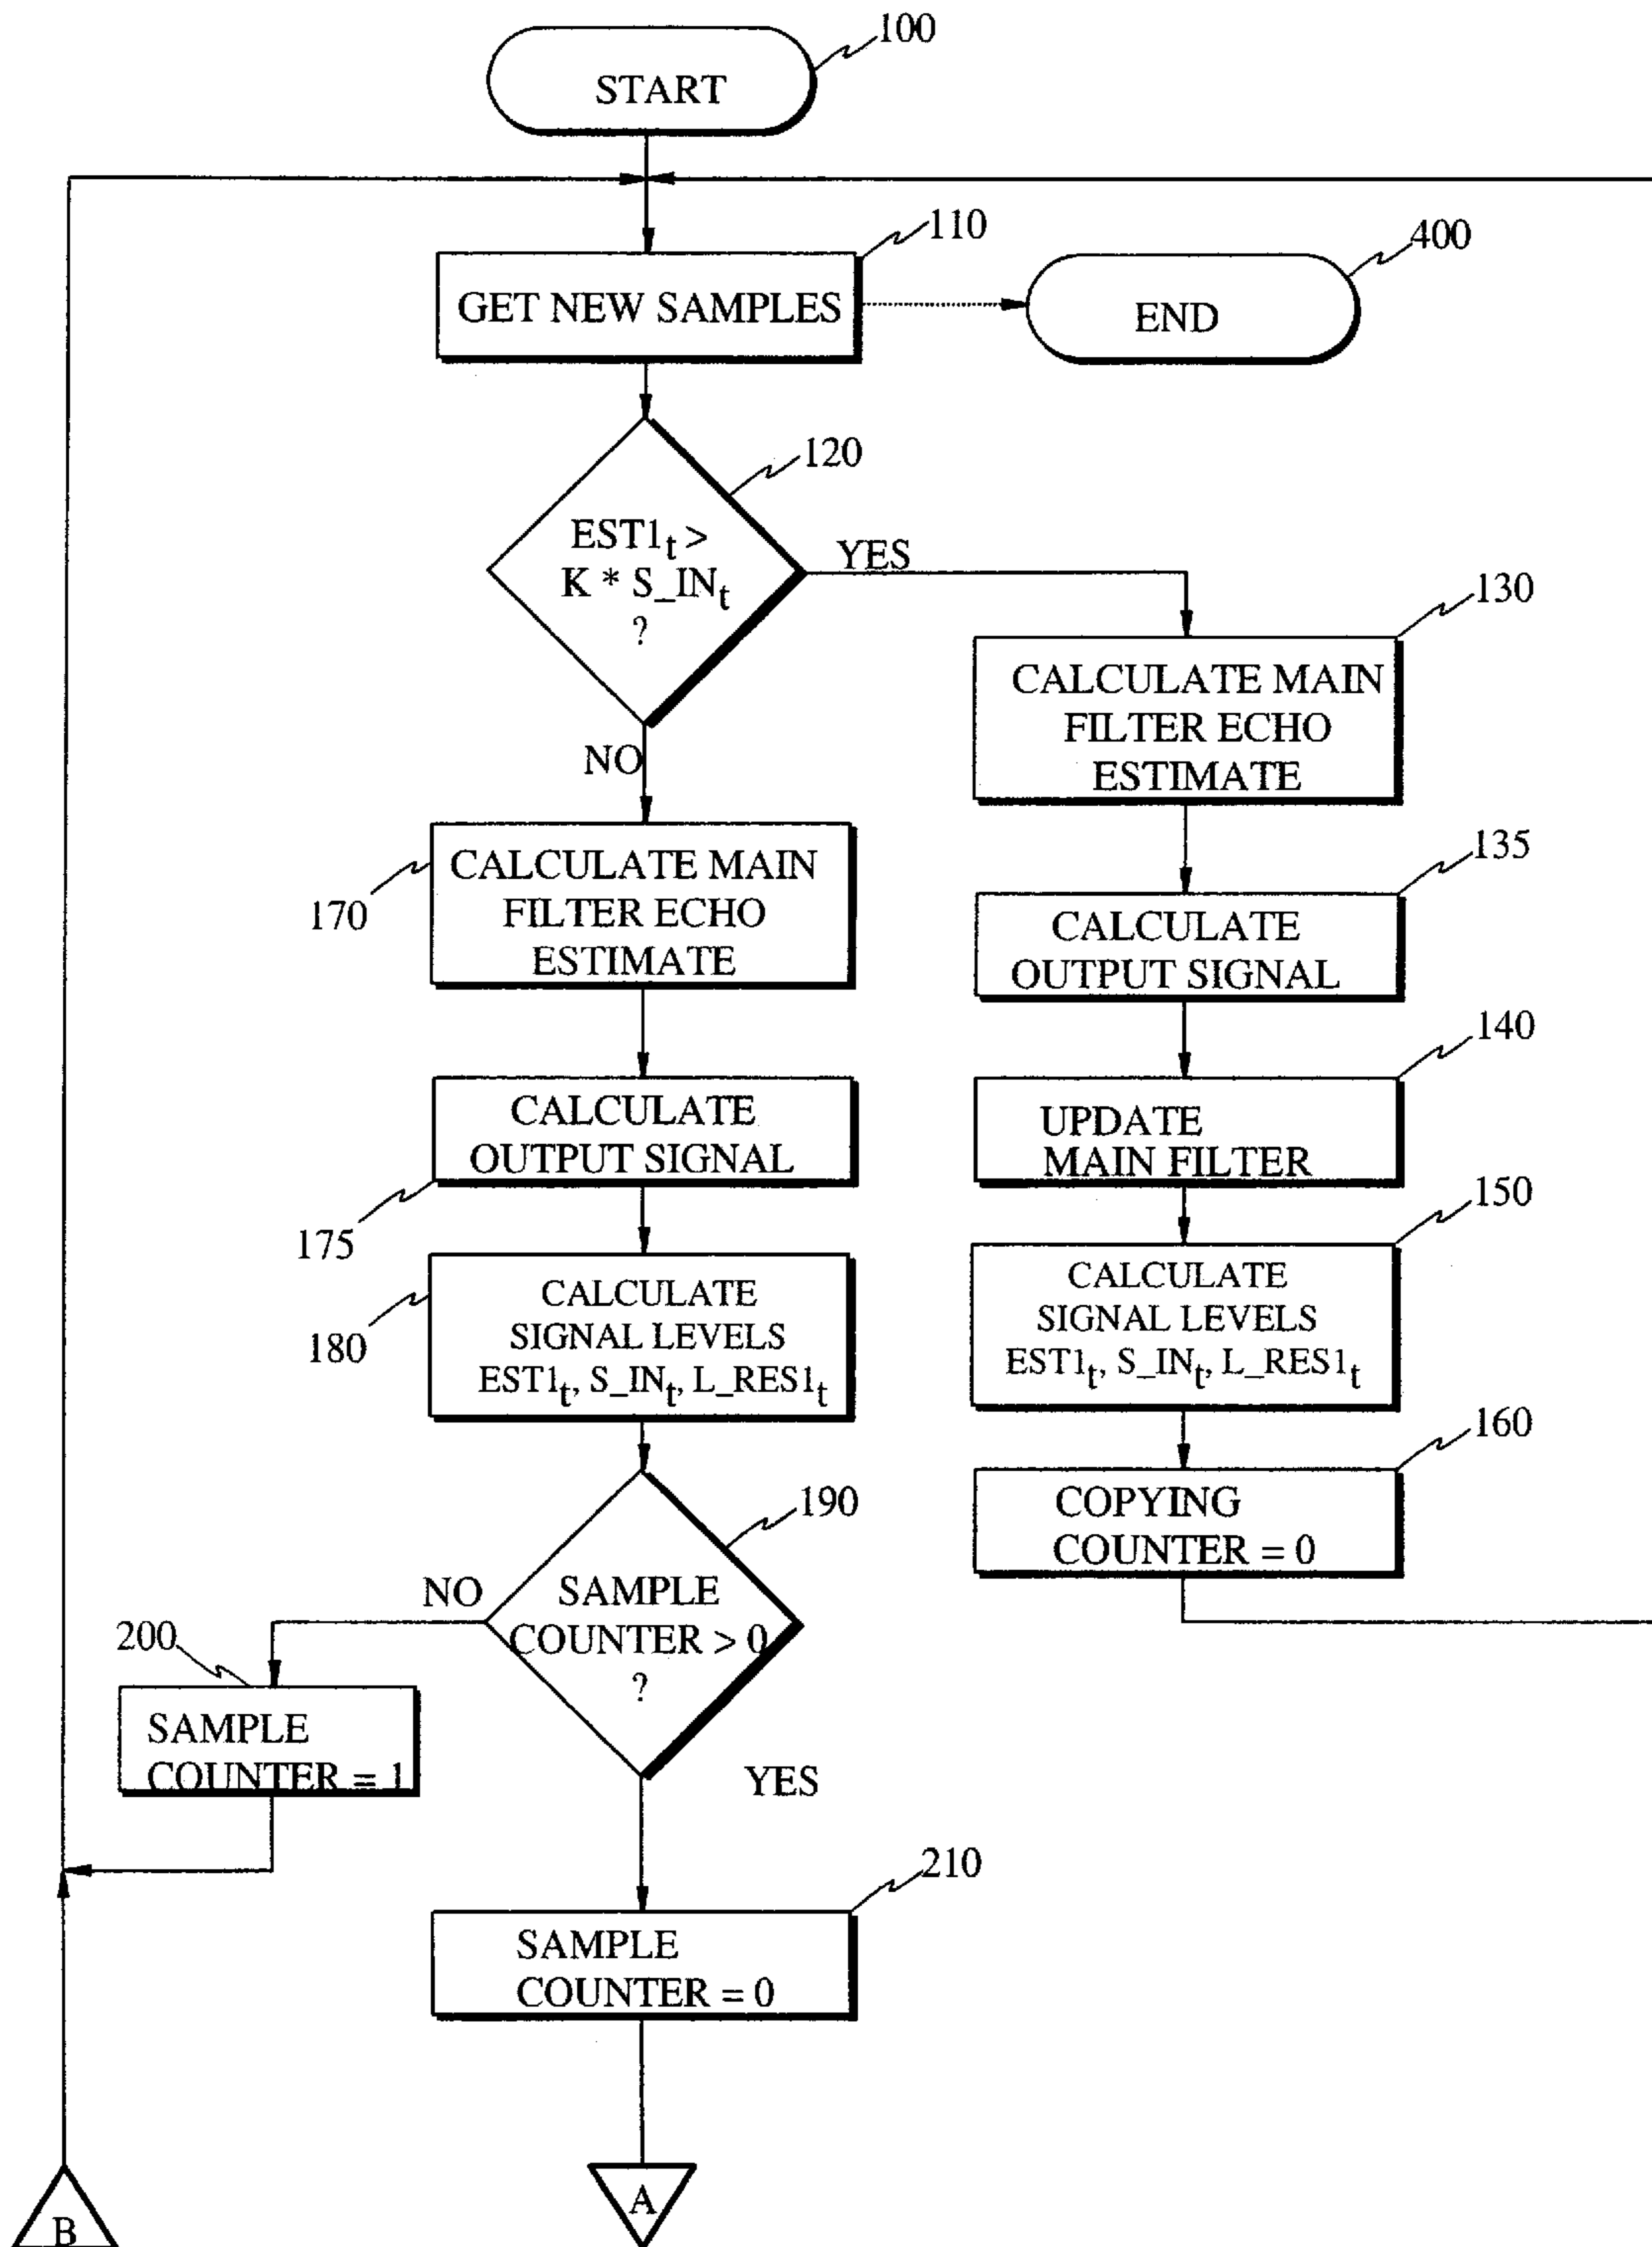 100
START
110
GET NEW SAMPLES
400
END
120
EST1t >
K * S_INt
?
YES
NO
130
CALCULATE MAIN
FILTER ECHO
ESTIMATE
135
CALCULATE
OUTPUT SIGNAL
140
UPDATE
MAIN FILTER
150
CALCULATE
SIGNAL LEVELS
EST1t, S_INt, L_RES1t
160
COPYING
COUNTER = 0
170
CALCULATE MAIN
FILTER ECHO
ESTIMATE
175
CALCULATE
OUTPUT SIGNAL
180
CALCULATE
SIGNAL LEVELS
EST1t, S_INt, L_RES1t
190
SAMPLE
COUNTER > 0
?
NO
YES
200
SAMPLE
COUNTER = 1
210
SAMPLE
COUNTER = 0
B
A